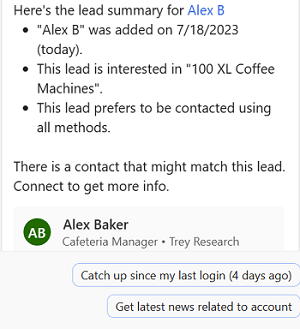 Here's the lead summary for Alex B
• "Alex B" was added on 7/18/2023
(today).
• This lead is interested in "100 XL Coffee
Machines".
• This lead prefers to be contacted using
all methods.
There is a contact that might match this lead.
Connect to get more info.
AB
Alex Baker
Cafeteria Manager • Trey Research
Catch up since my last login (4 days ago)
Get latest news related to account